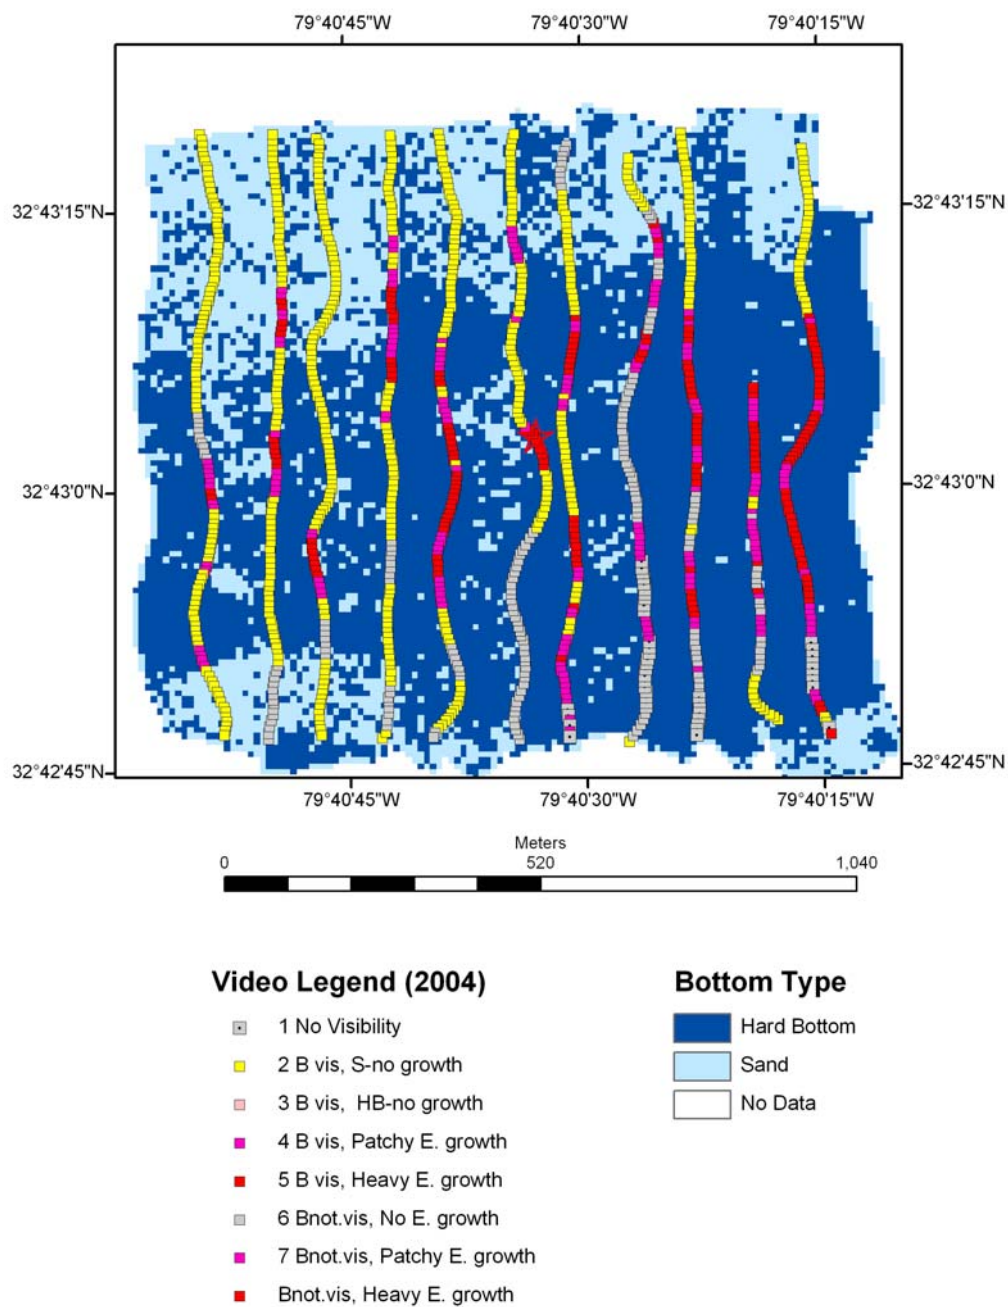 79°40'45"W 79°40'30"W 79°40'15"W
32°43'15"N 32°43'15"N
32°43'0"N 32°43'0"N
32°42'45"N 32°42'45"N
79°40'45"W 79°40'30"W 79°40'15"W
Meters
0 520 1,040
Video Legend (2004) Bottom Type
1 No Visibility Hard Bottom
2 B vis, S-no growth Sand
3 B vis, HB-no growth No Data
4 B vis, Patchy E. growth
5 B vis, Heavy E. growth
6 Bnot.vis, No E. growth
7 Bnot.vis, Patchy E. growth
Bnot.vis, Heavy E. growth